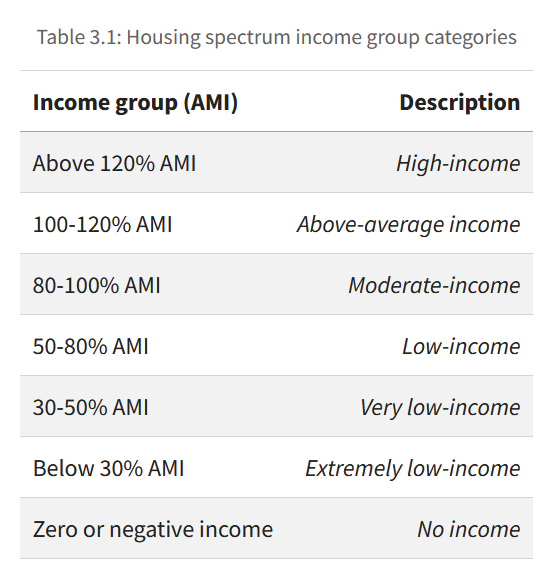 Table 3.1: Housing spectrum income group categories
Income group (AMI) Description
Above 120% AMI High-income
100-120% AMI Above-average income
80-100% AMI Moderate-income
50-80% AMI Low-income
30-50% AMI Very low-income
Below 30% AMI Extremely low-income
Zero or negative income No income